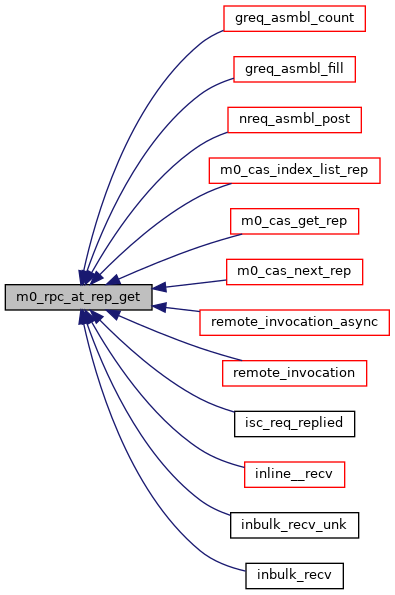 greq_asmbl_count
greq_asmbl_fill
nreq_asmbl_post
m0_cas_index_list_rep
m0_cas_get_rep
m0_cas_next_rep
m0_rpc_at_rep_get
remote_invocation_async
remote_invocation
isc_req_replied
inline__recv
inbulk_recv_unk
inbulk_recv